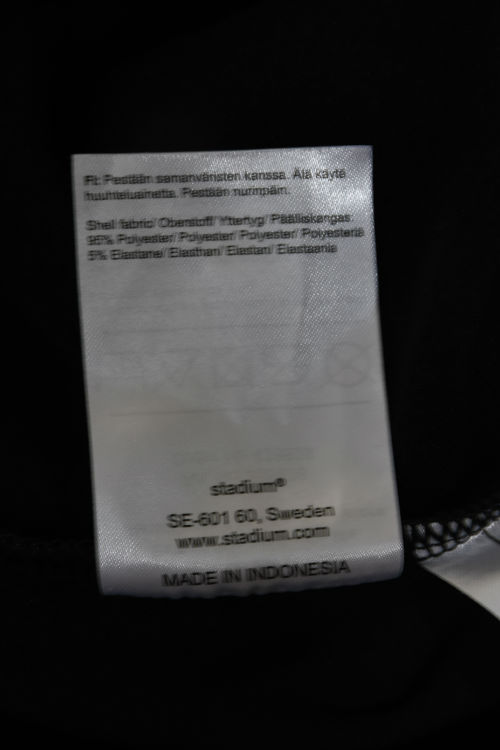 FI: Pestään samanväristen kanssa. Älä käytä
huuhteluainetta. Pestään nurinpäin.
Shell fabric/ Oberstoff/ Yttertyg/ Päälliskangas:
95% Polyester/ Polyester/ Polyester/ Polyesteriä
5% Elastane/ Elasthan/ Elastan/ Elastaania
stadium®
SE-601 60, Sweden
www.stadium.com
MADE IN INDONESIA